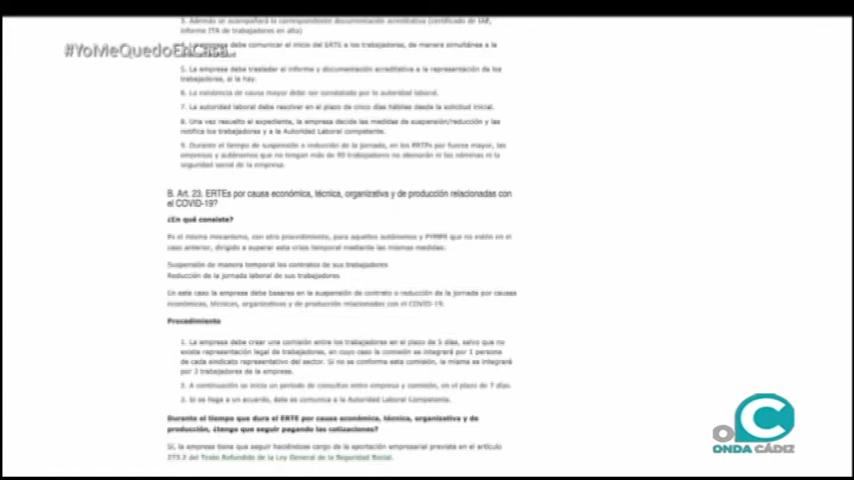 3. Además se acompañará la correspondiente documentación acreditativa (certificado de IAE,
informe ITA de trabajadores en alta)
#YoMeQuedoEnCasa
empresa debe comunicar el inicio del ERTE a los trabajadores, de manera simultánea a la
5. La empresa debe trasladar el informe y documentación acreditativa a la representación de los
trabajadores, si la hay.
6. La existencia de causa mayor debe ser constatada por la autoridad laboral.
7. La autoridad laboral debe resolver en el plazo de cinco días hábiles desde la solicitud inicial.
8. Una vez resuelto el expediente, la empresa decide las medidas de suspensión/reducción y las
notifica los trabajadores y a la Autoridad Laboral competente.
9. Durante el tiempo de suspensión o reducción de la jornada, en los ERTEs por fuerza mayor, las
empresas y autónomos que no tengan más de 50 trabajadores no abonarán ni las nóminas ni la
seguridad social de la empresa.
B. Art. 23. ERTEs por causa económica, técnica, organizativa y de producción relacionadas con
el COVID-19?
¿En qué consiste?
Es el mismo mecanismo, con otro procedimiento, para aquellos autónomos y PYMES que no estén en el
caso anterior, dirigido a superar esta crisis temporal mediante las mismas medidas:
Suspensión de manera temporal los contratos de sus trabajadores
Reducción de la jornada laboral de sus trabajadores
En este caso la empresa debe basarse en la suspensión de contrato o reducción de la jornada por causas
económicas, técnicas, organizativas y de producción relacionadas con el COVID-19.
Procedimiento
1. La empresa debe crear una comisión entre los trabajadores en el plazo de 5 días, salvo que no
exista representación legal de trabajadores, en cuyo caso la comisión se integrará por 1 persona
de cada sindicato representativo del sector. Si no se conforma esta comisión, la misma se integrará
por 3 trabajadores de la empresa.
2. A continuación se inicia un periodo de consultas entre empresa y comisión, en el plazo de 7 días.
3. Si se llega a un acuerdo, éste se comunica a la Autoridad Laboral Competente.
Durante el tiempo que dura el ERTE por causa económica, técnica, organizativa y de
producción, ¿tengo que seguir pagando las cotizaciones?
Sí, la empresa tiene que seguir haciéndose cargo de la aportación empresarial prevista en el artículo
273.2 del Texto Refundido de la Ley General de la Seguridad Social.
ONDA CÁDIZ